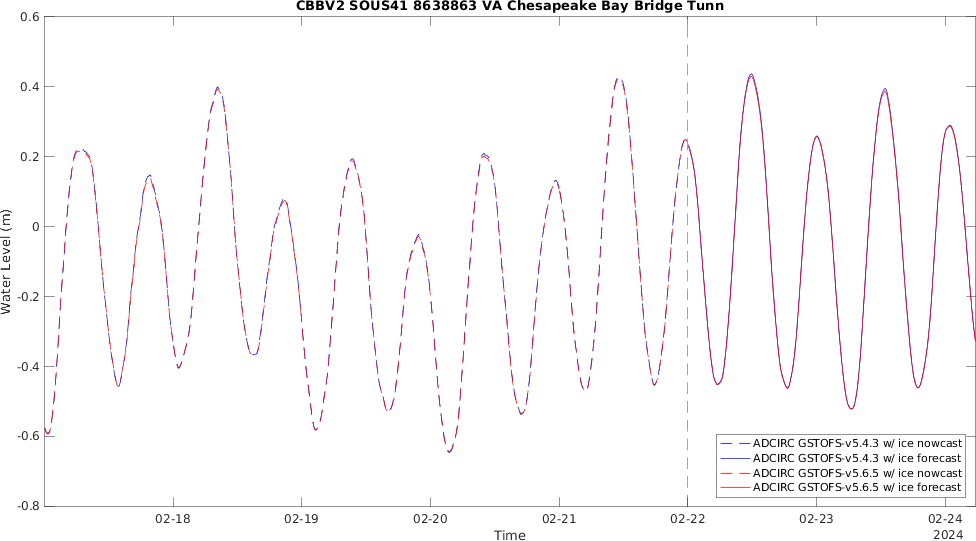 CBBV2 SOUS41 8638863 VA Chesapeake Bay Bridge Tunn
0.6
0.4
0.2
0
-0.2
-0.4
-0.6
-0.8
Water Level (m)
ADCIRC GSTOFS-v5.4.3 w/ ice nowcast
ADCIRC GSTOFS-v5.4.3 w/ ice forecast
ADCIRC GSTOFS-v5.6.5 w/ ice nowcast
ADCIRC GSTOFS-v5.6.5 w/ ice forecast
02-18 02-19 02-20 02-21 02-22 02-23 02-24
Time
2024